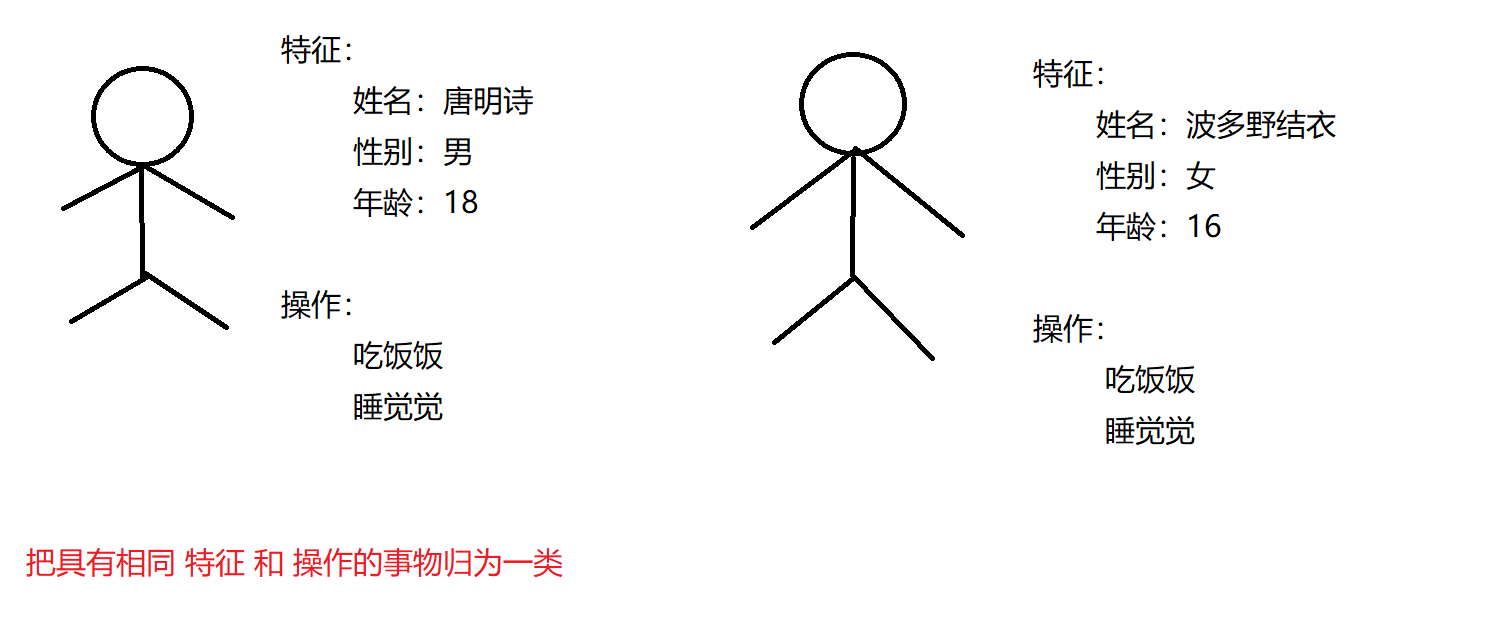 特征：
姓名：唐明诗
性别：男
年龄：18
操作：
吃饭饭
睡觉觉
特征：
姓名：波多野结衣
性别：女
年龄：16
操作：
吃饭饭
睡觉觉
把具有相同 特征 和 操作的事物归为一类